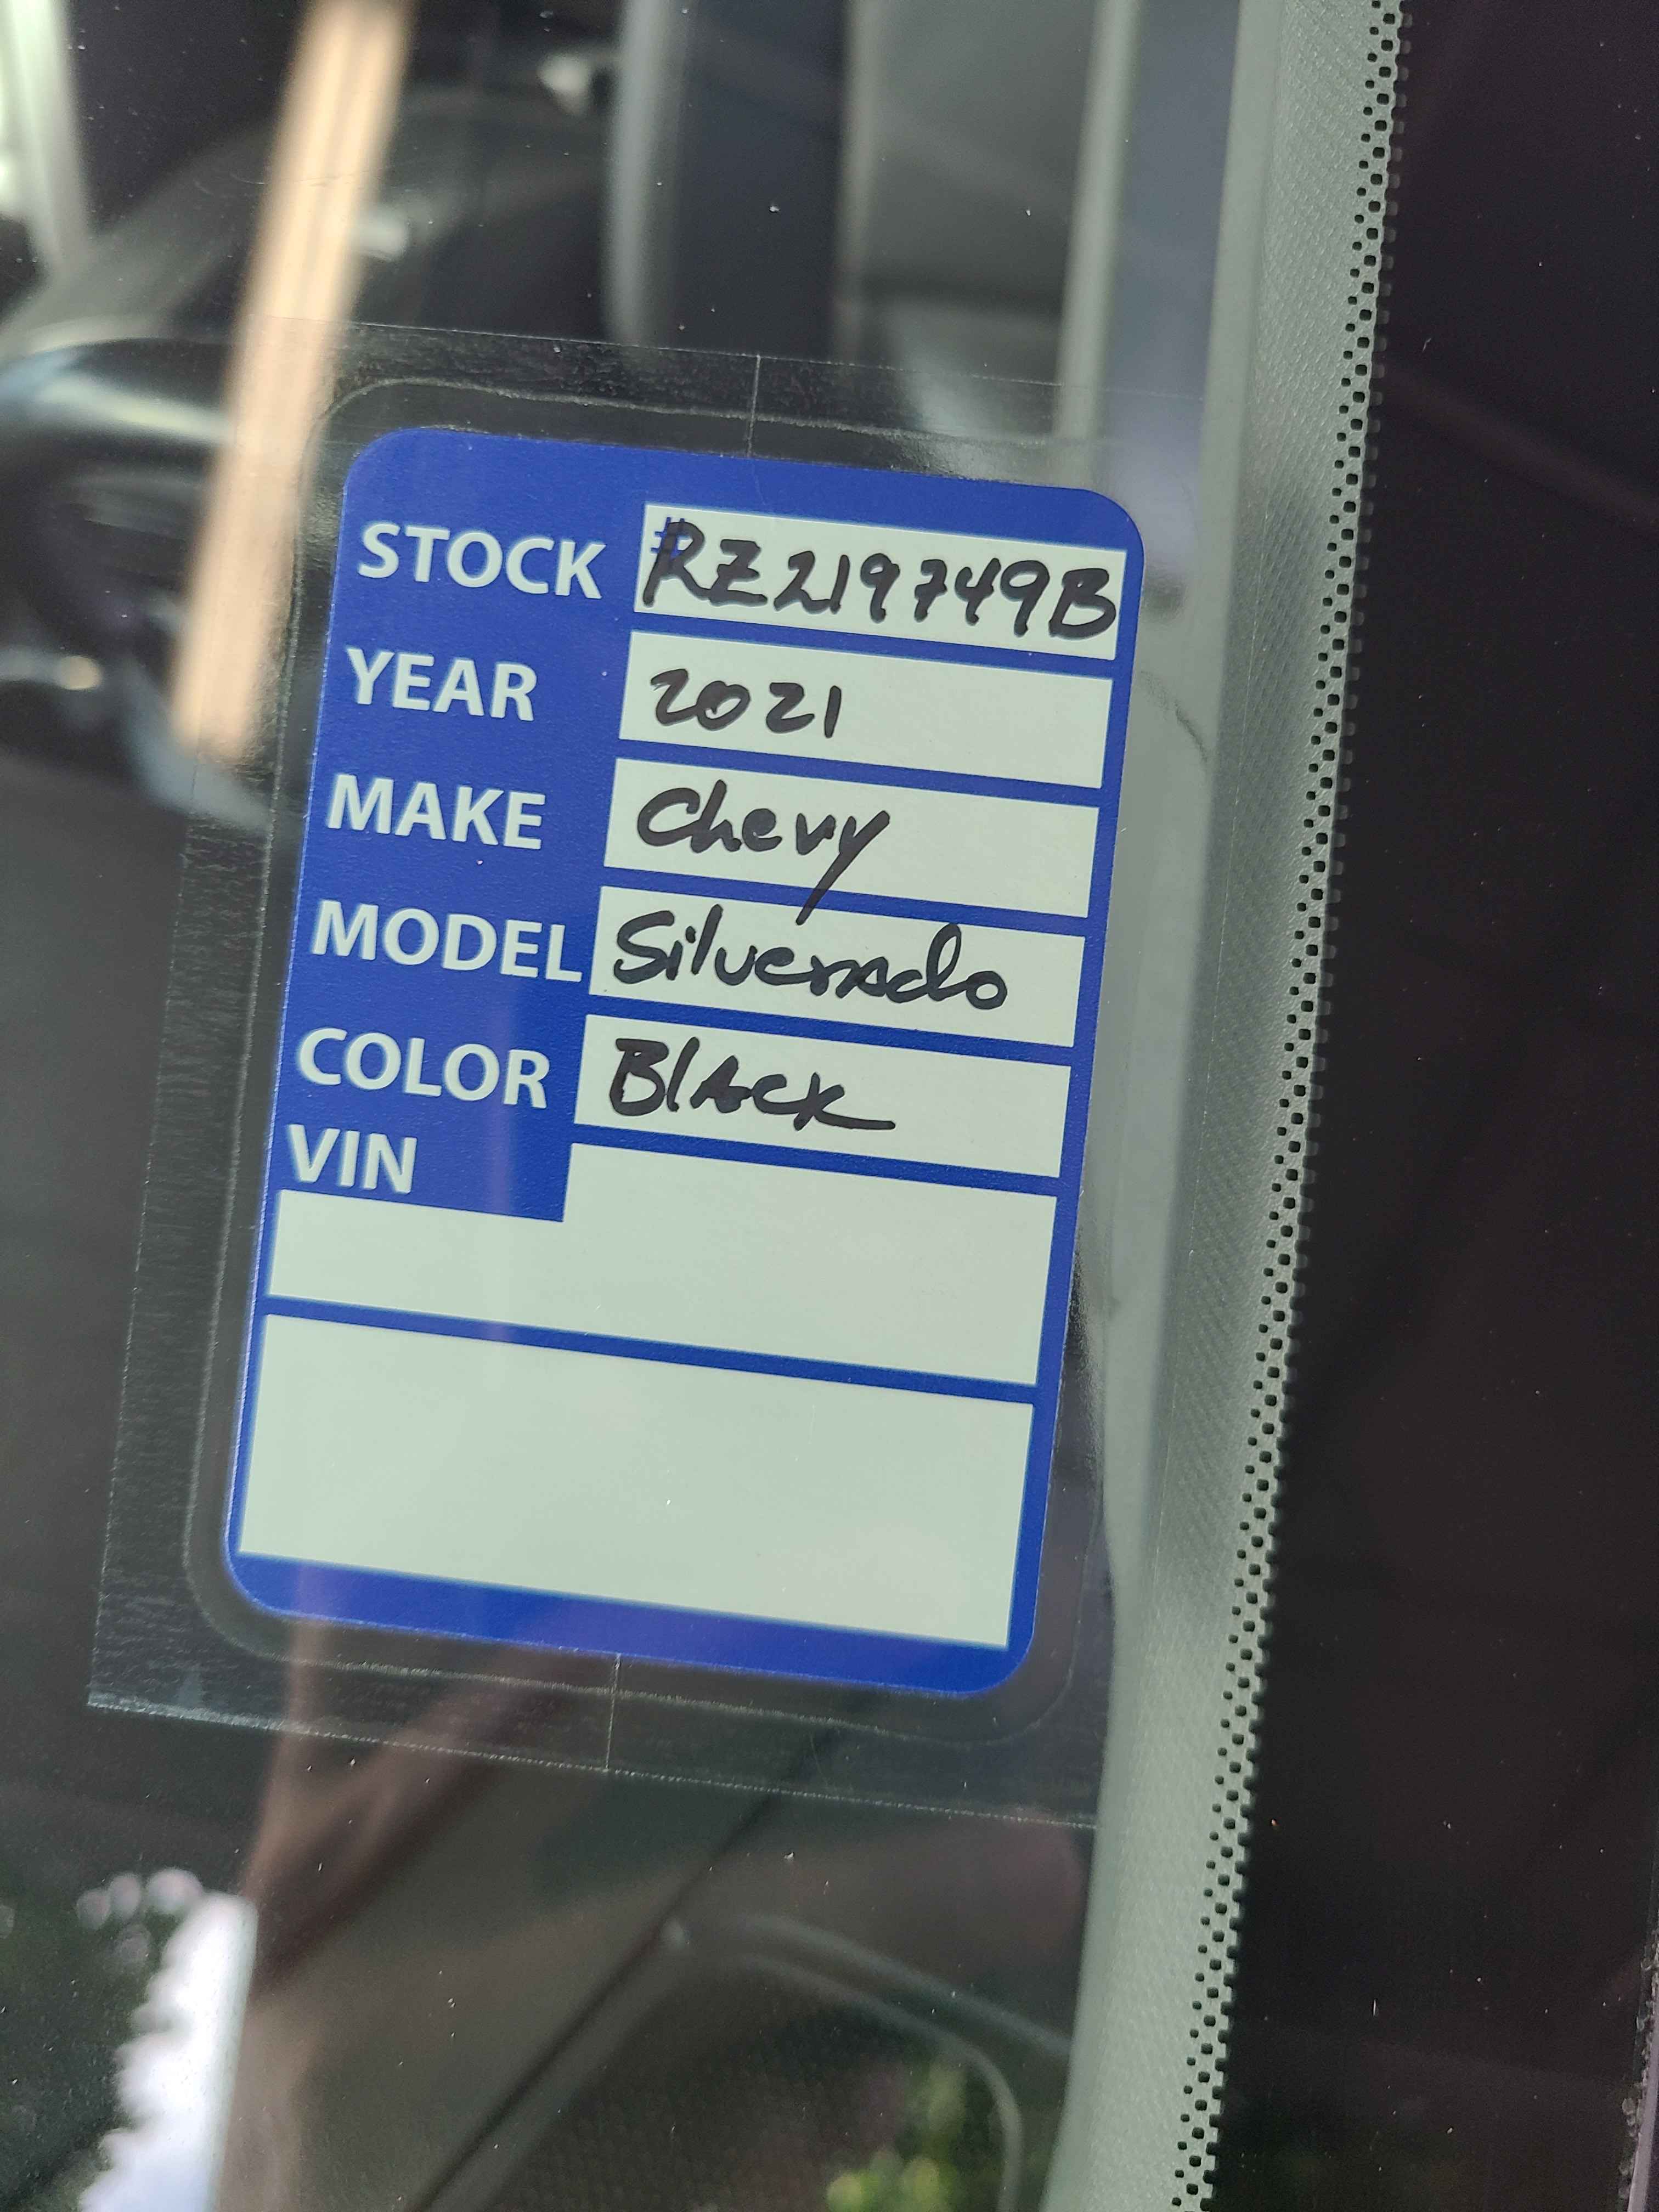 STOCK #RZ219749B
YEAR 2021
MAKE Chevy
MODEL Silverado
COLOR Black
VIN